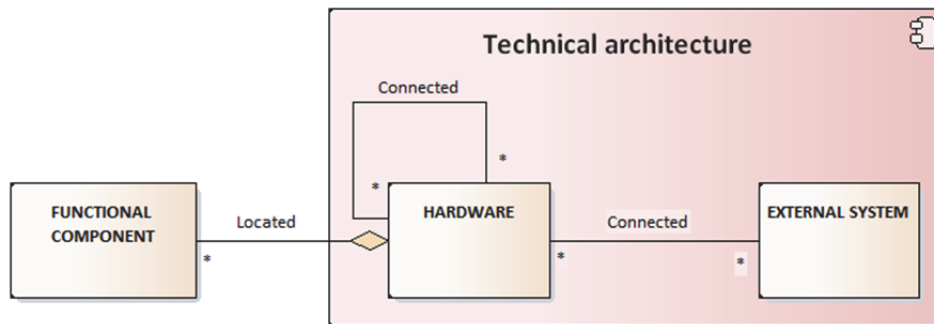 Technical architecture
Connected
*
*
FUNCTIONAL
COMPONENT
Located
*
HARDWARE
Connected
*
*
EXTERNAL SYSTEM